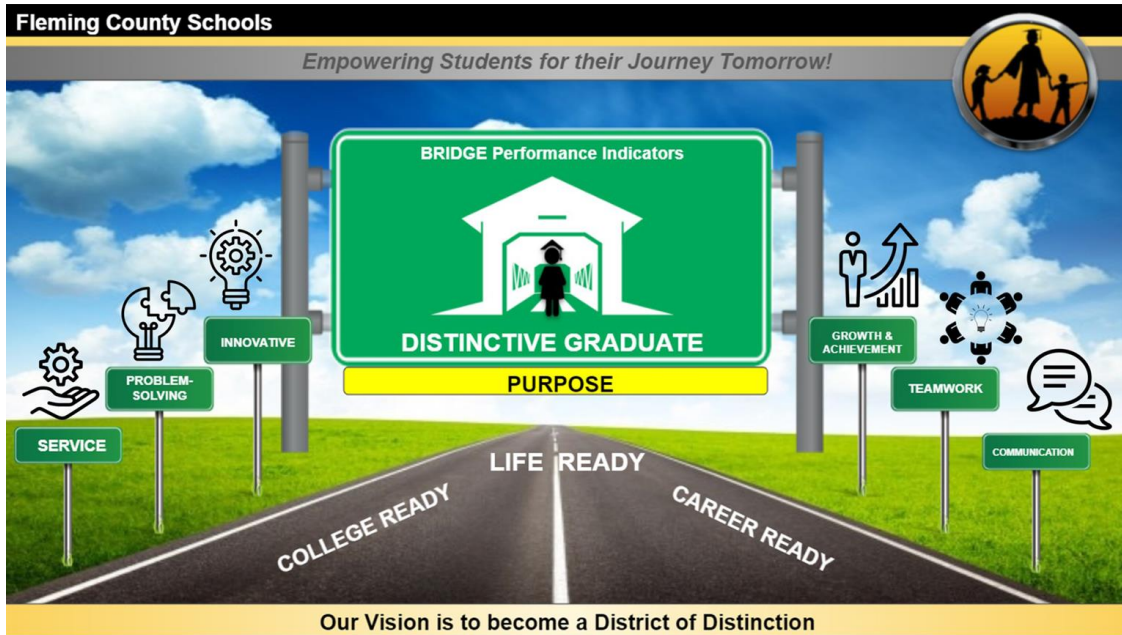 Fleming County Schools
Empowering Students for their Journey Tomorrow!
BRIDGE Performance Indicators
DISTINCTIVE GRADUATE
PURPOSE
INNOVATIVE
PROBLEM-
SOLVING
SERVICE
GROWTH &
ACHIEVEMENT
TEAMWORK
COMMUNICATION
LIFE READY
COLLEGE READY
CAREER READY
Our Vision is to become a District of Distinction